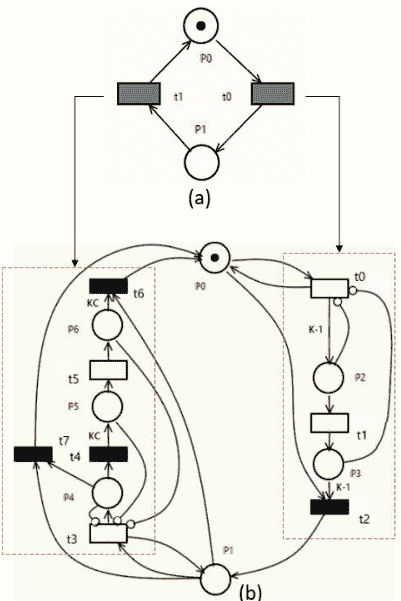 P0
t1 t0
P1
(a)
t6 P0 t0
KC
P6 K-1
P2
t5
P5 t1
KC
t7
t4 P3
P4 K-1
t2
t3
P1
(b)